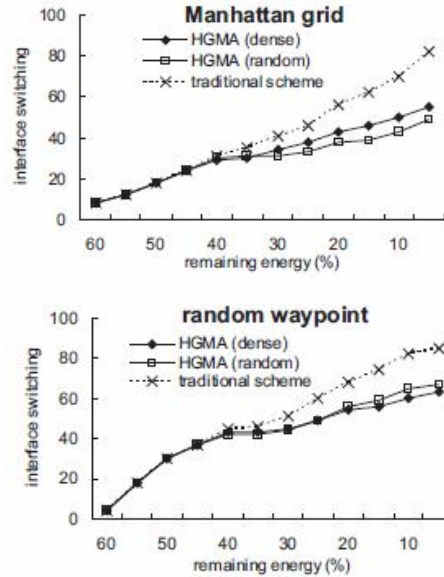 Manhattan grid
100
80
60
40
20
0
interface switching
HGMA (dense)
HGMA (random)
traditional scheme
60 50 40 30 20 10
remaining energy (%)
random waypoint
100
80
60
40
20
0
interface switching
HGMA (dense)
HGMA (random)
traditional scheme
60 50 40 30 20 10
remaining energy (%)